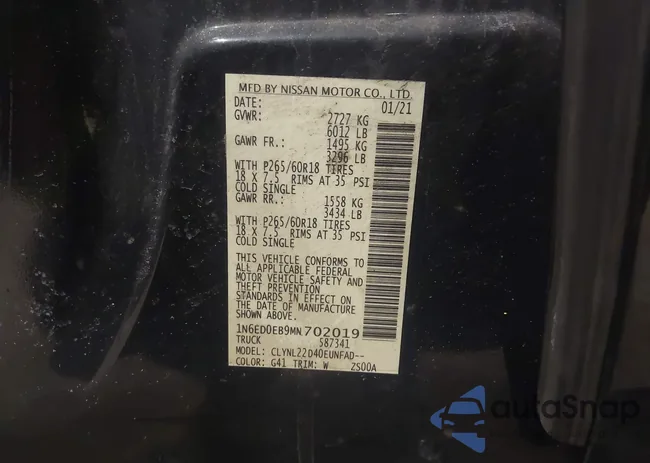 MFD BY NISSAN MOTOR CO., LTD.
DATE: 01/21
GVWR: 2727 KG
6012 LB
GAWR FR.: 1495 KG
3296 LB
WITH P265/60R18 TIRES
18 X 7.5 RIMS AT 35 PSI
COLD SINGLE
GAWR RR.: 1558 KG
3434 LB
WITH P265/60R18 TIRES
18 X 7.5 RIMS AT 35 PSI
COLD SINGLE
THIS VEHICLE CONFORMS TO
ALL APPLICABLE FEDERAL
MOTOR VEHICLE SAFETY AND
THEFT PREVENTION
STANDARDS IN EFFECT ON
THE DATE OF MANUFACTURE
SHOWN ABOVE.
1N6ED0EB9MN702019
TRUCK 587341
MODEL: CLYNL22D40EUNFAD--
COLOR: G41 TRIM: W ZS00A
autoSnap